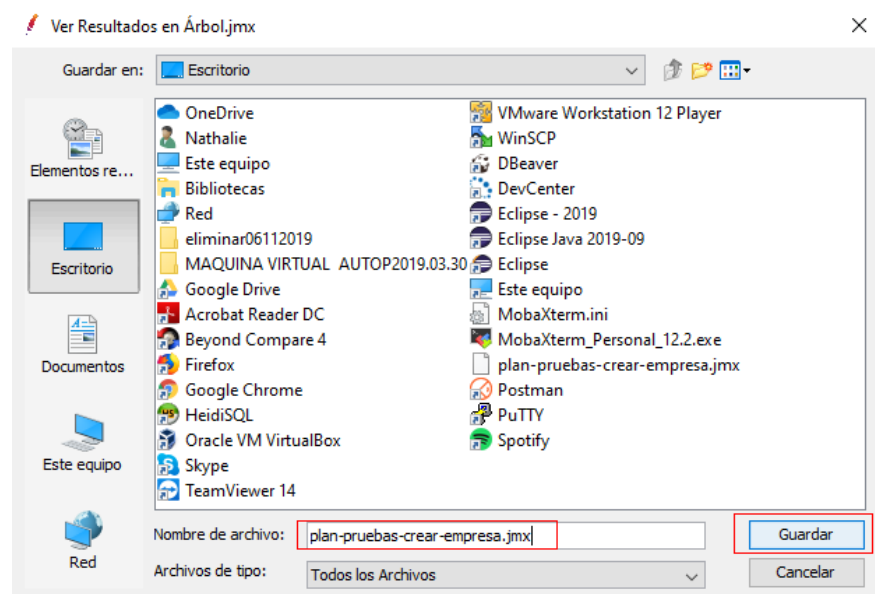 Ver Resultados en Árbol.jmx
Guardar en:
Escritorio
Elementos re...
Escritorio
Documentos
Este equipo
Red
OneDrive
Nathalie
Este equipo
Bibliotecas
Red
eliminar06112019
MAQUINA VIRTUAL AUTOP2019.03.30
Google Drive
Acrobat Reader DC
Beyond Compare 4
Firefox
Google Chrome
HeidiSQL
Oracle VM VirtualBox
Skype
TeamViewer 14
VMware Workstation 12 Player
WinSCP
DBeaver
DevCenter
Eclipse - 2019
Eclipse Java 2019-09
Eclipse
Este equipo
MobaXterm.ini
MobaXterm_Personal_12.2.exe
plan-pruebas-crear-empresa.jmx
Postman
PuTTY
Spotify
Nombre de archivo:
plan-pruebas-crear-empresa.jmx
Guardar
Archivos de tipo:
Todos los Archivos
Cancelar